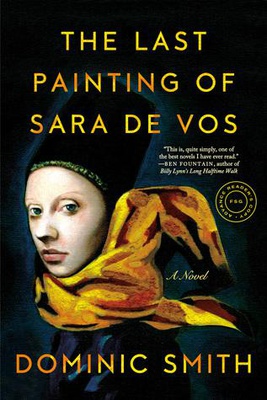 THE LAST
PAINTING OF
SARA DE VOS
"This is, quite simply, one of the
best novels I have ever read."
—BEN FOUNTAIN, author of
Billy Lynn's Long Halftime Walk
ADVANCE READER'S COPY
FSG
A Novel
DOMINIC SMITH